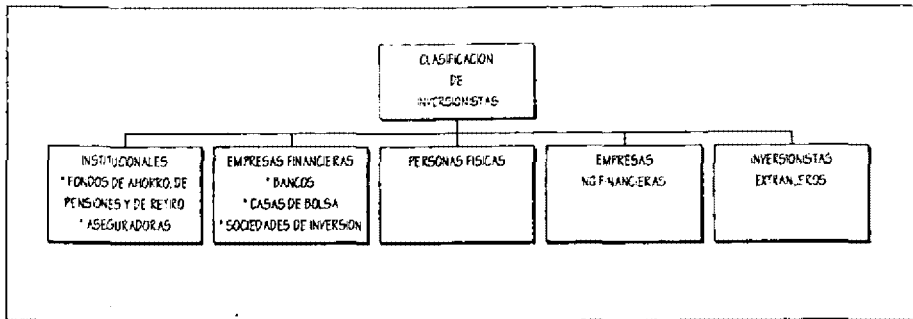 CLASIFICACION
DE
INVERSIONISTAS
INSTITUCIONALES
* FONDOS DE AHORRO, DE
PENSIONES Y DE RETIRO
* ASEGURADORAS
EMPRESAS FINANCIERAS
* BANCOS
* CASAS DE BOLSA
* SOCIEDADES DE INVERSION
PERSONAS FISICAS
EMPRESAS
NO FINANCIERAS
INVERSIONISTAS
EXTRANJEROS